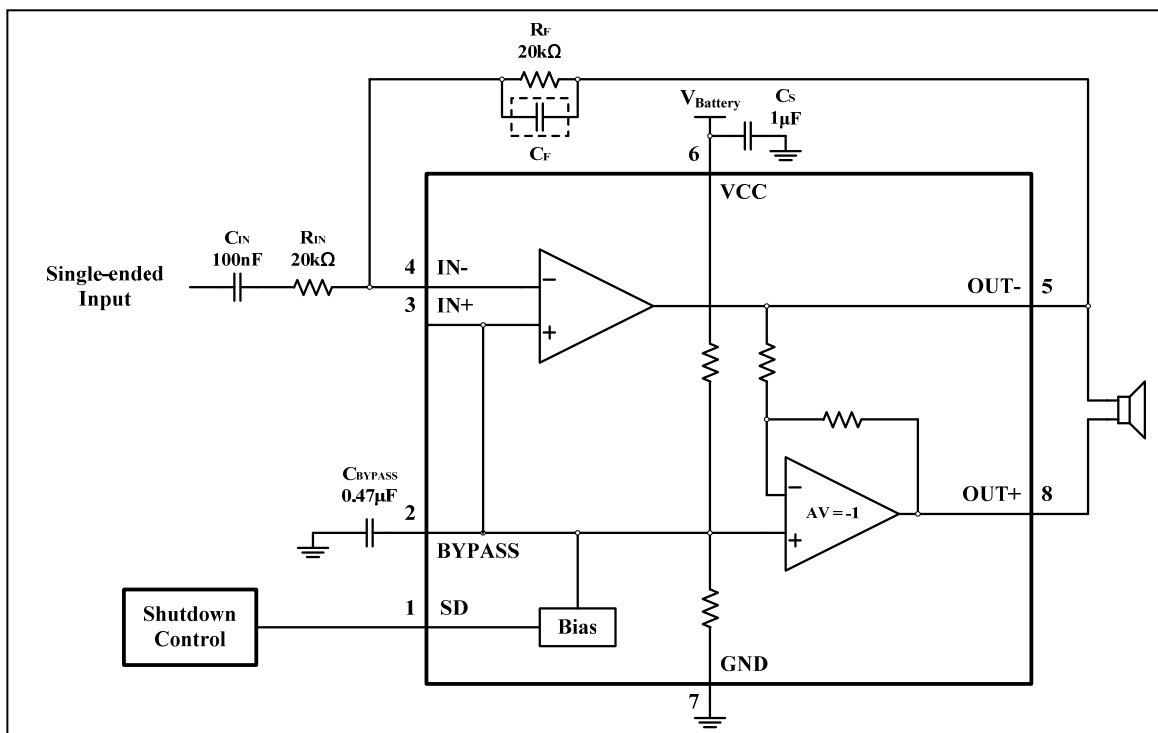 RF
20kΩ
CF
VBattery
CS
1μF
6
VCC
CIN
100nF
RIN
20kΩ
Single-ended
Input
4
IN-
3
IN+
−
+
OUT-
5
CBYPASS
0.47μF
2
BYPASS
−
AV = -1
+
OUT+
8
Shutdown
Control
1
SD
Bias
GND
7